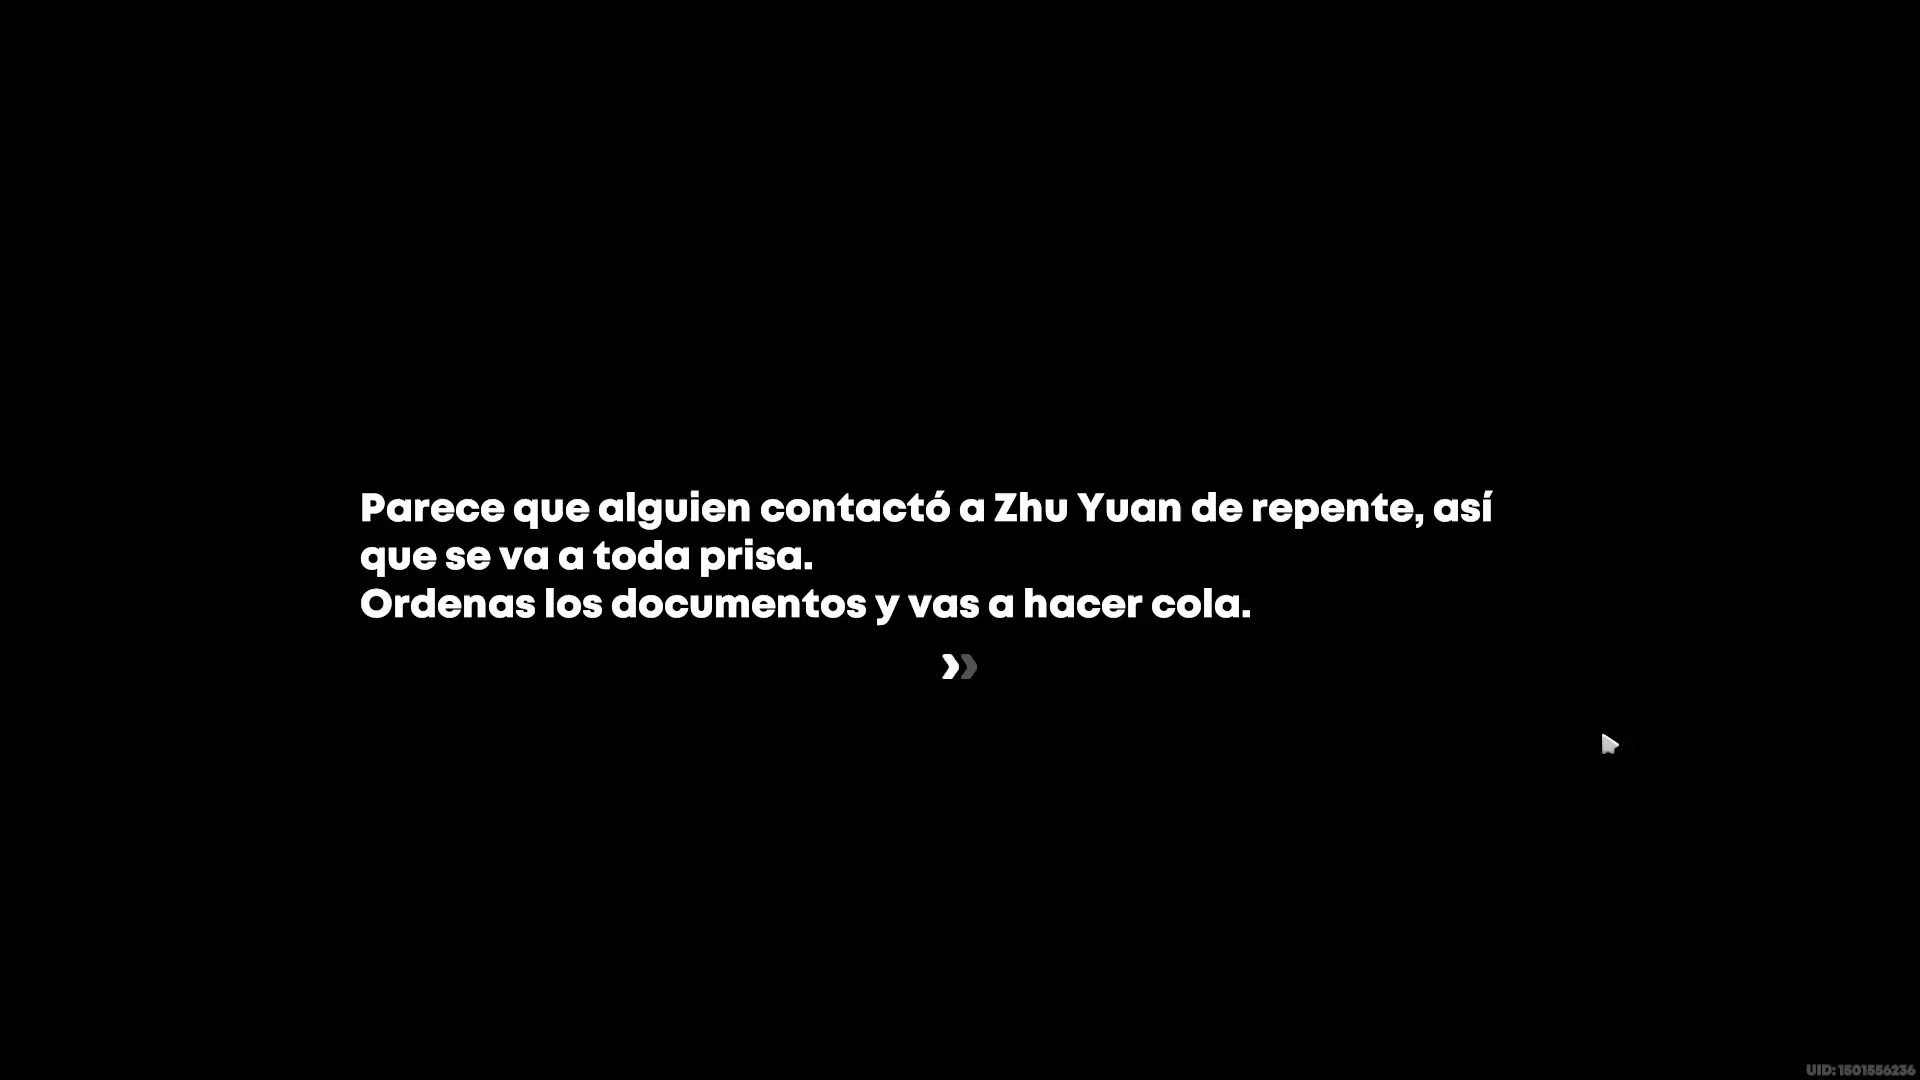 Parece que alguien contactó a Zhu Yuan de repente, así
que se va a toda prisa.
Ordenas los documentos y vas a hacer cola.
UID: 1501556236